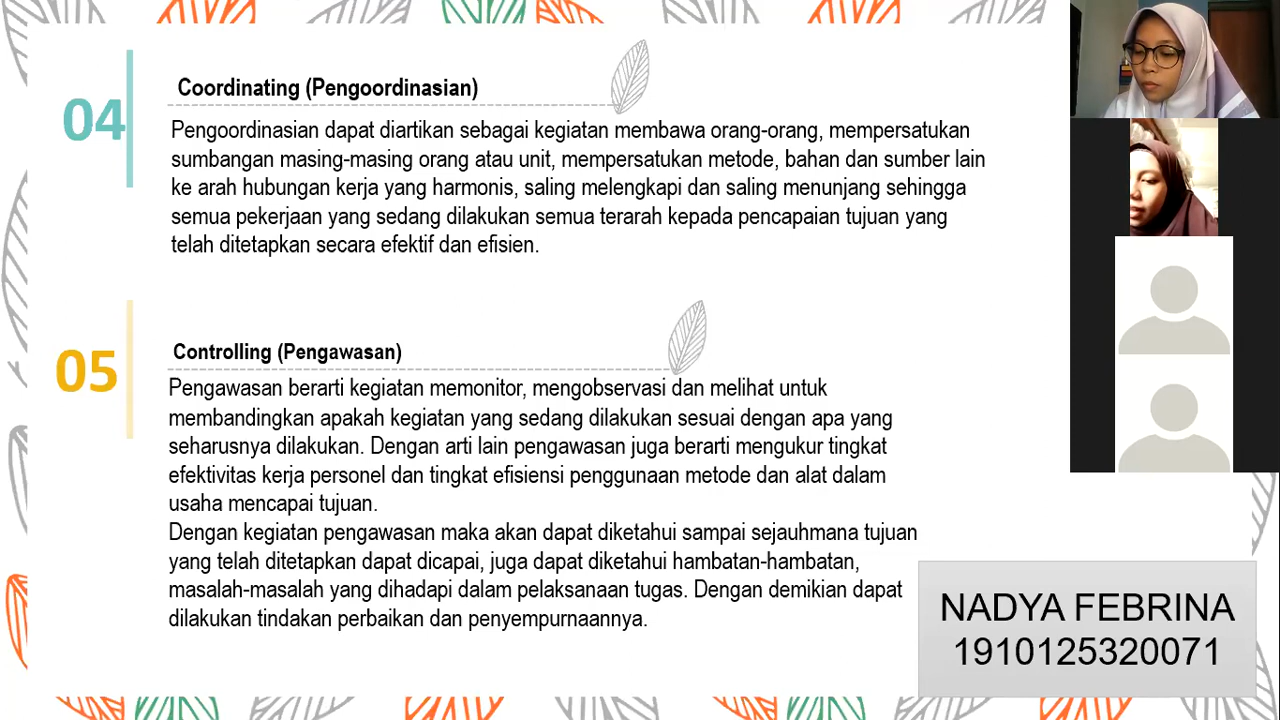 04
Coordinating (Pengoordinasian)
Pengoordinasian dapat diartikan sebagai kegiatan membawa orang-orang, mempersatukan
sumbangan masing-masing orang atau unit, mempersatukan metode, bahan dan sumber lain
ke arah hubungan kerja yang harmonis, saling melengkapi dan saling menunjang sehingga
semua pekerjaan yang sedang dilakukan semua terarah kepada pencapaian tujuan yang
telah ditetapkan secara efektif dan efisien.
05
Controlling (Pengawasan)
Pengawasan berarti kegiatan memonitor, mengobservasi dan melihat untuk
membandingkan apakah kegiatan yang sedang dilakukan sesuai dengan apa yang
seharusnya dilakukan. Dengan arti lain pengawasan juga berarti mengukur tingkat
efektivitas kerja personel dan tingkat efisiensi penggunaan metode dan alat dalam
usaha mencapai tujuan.
Dengan kegiatan pengawasan maka akan dapat diketahui sampai sejauhmana tujuan
yang telah ditetapkan dapat dicapai, juga dapat diketahui hambatan-hambatan,
masalah-masalah yang dihadapi dalam pelaksanaan tugas. Dengan demikian dapat
dilakukan tindakan perbaikan dan penyempurnaannya.
NADYA FEBRINA
1910125320071